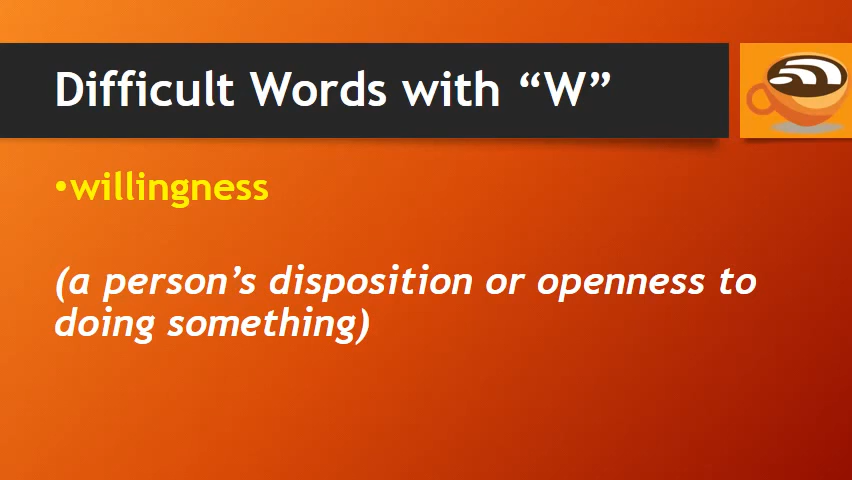 Difficult Words with “W”
•willingness
(a person’s disposition or openness to
doing something)